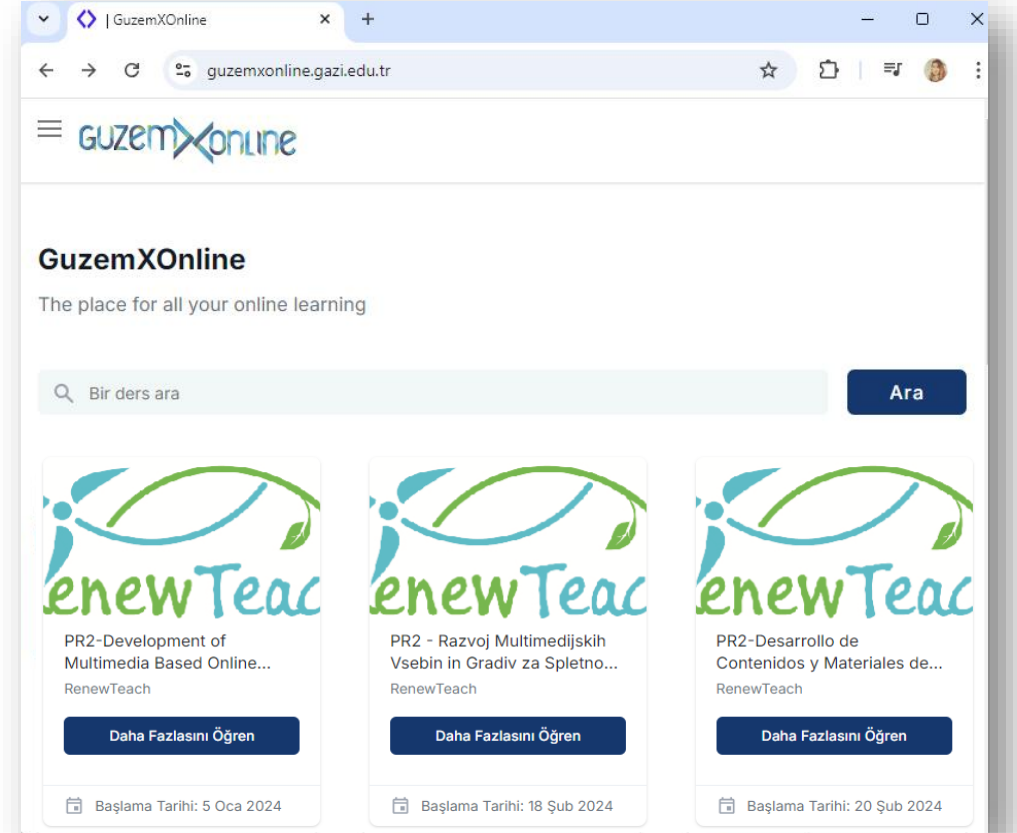 | GuzemXOnline
guzemxonline.gazi.edu.tr
GUZEMXONLINE
GuzemXOnline
The place for all your online learning
Bir ders ara
Ara
enewTeac
PR2-Development of
Multimedia Based Online...
RenewTeach
Daha Fazlasını Öğren
Başlama Tarihi: 5 Oca 2024
enewTeac
PR2 - Razvoj Multimedijskih
Vsebin in Gradiv za Spletno...
RenewTeach
Daha Fazlasını Öğren
Başlama Tarihi: 18 Şub 2024
enewTeac
PR2-Desarrollo de
Contenidos y Materiales de...
RenewTeach
Daha Fazlasını Öğren
Başlama Tarihi: 20 Şub 2024